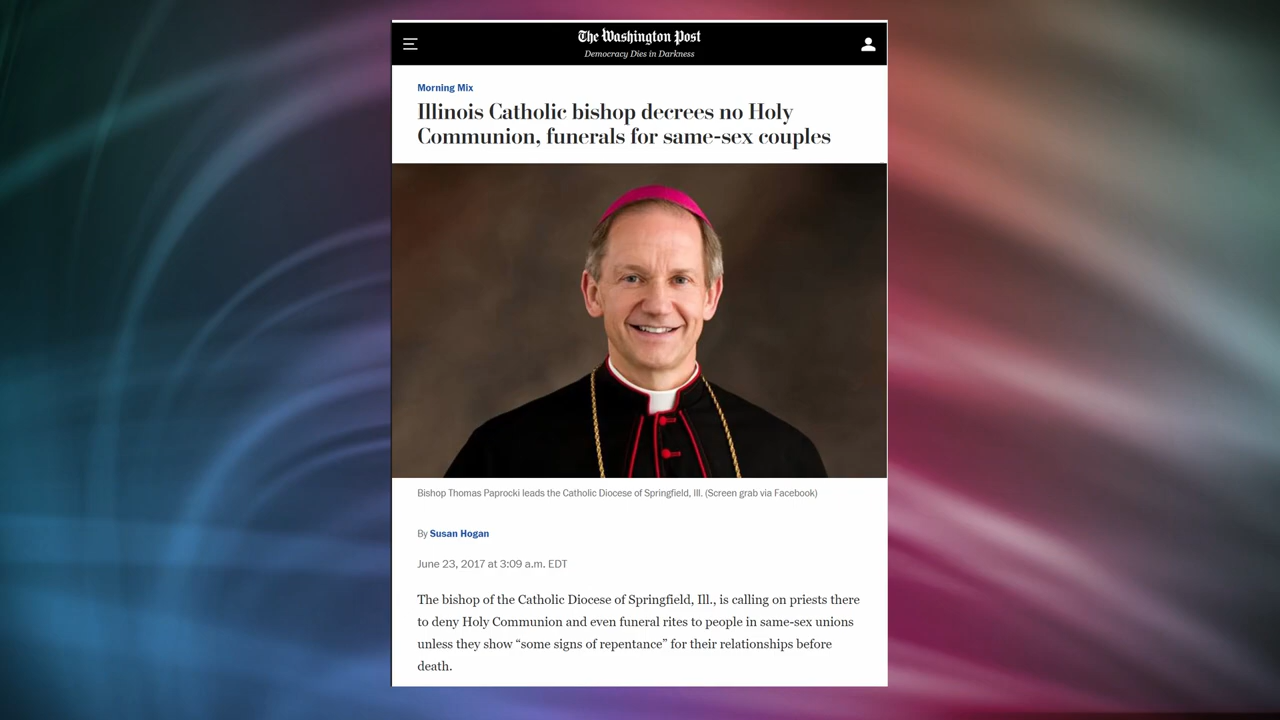 The Washington Post
Democracy Dies in Darkness
Morning Mix
Illinois Catholic bishop decrees no Holy
Communion, funerals for same-sex couples
Bishop Thomas Paprocki leads the Catholic Diocese of Springfield, Ill. (Screen grab via Facebook)
By Susan Hogan
June 23, 2017 at 3:09 a.m. EDT
The bishop of the Catholic Diocese of Springfield, Ill., is calling on priests there
to deny Holy Communion and even funeral rites to people in same-sex unions
unless they show “some signs of repentance” for their relationships before
death.